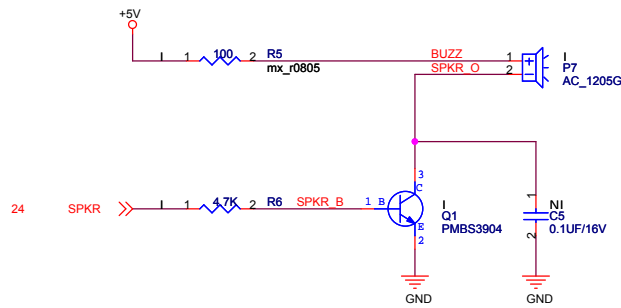 +5V
I 1 100 2 R5 BUZZ 1 I
mx_r0805 SPKR_O 2 P7
AC_1205G
3
C
24 SPKR I 1 4.7K 2 R6 SPKR_B 1 B I 1 NI
Q1 C5
E PMBS3904 0.1UF/16V
2 2
GND GND